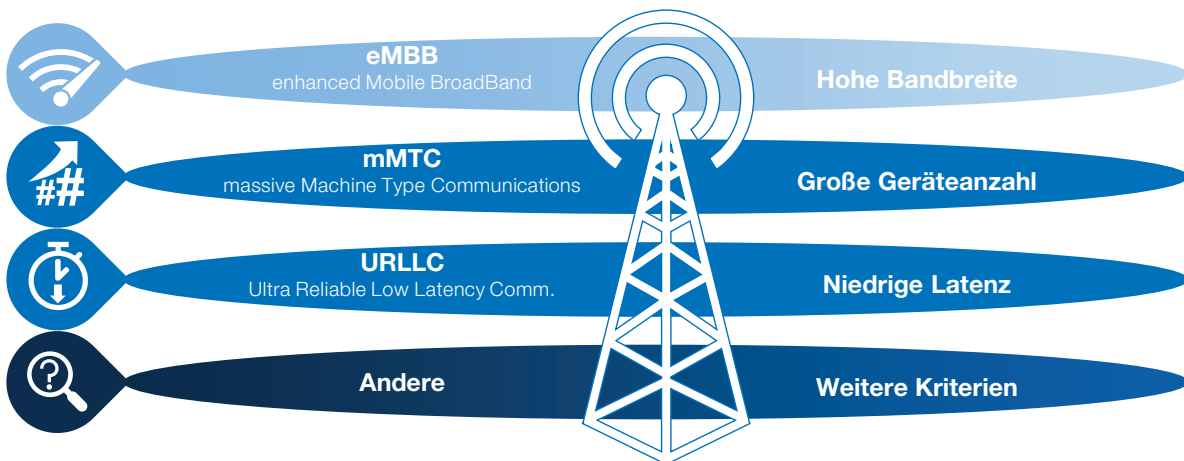 eMBB
enhanced Mobile BroadBand
Hohe Bandbreite
##
mMTC
massive Machine Type Communications
Große Geräteanzahl
URLLC
Ultra Reliable Low Latency Comm.
Niedrige Latenz
?
Andere
Weitere Kriterien